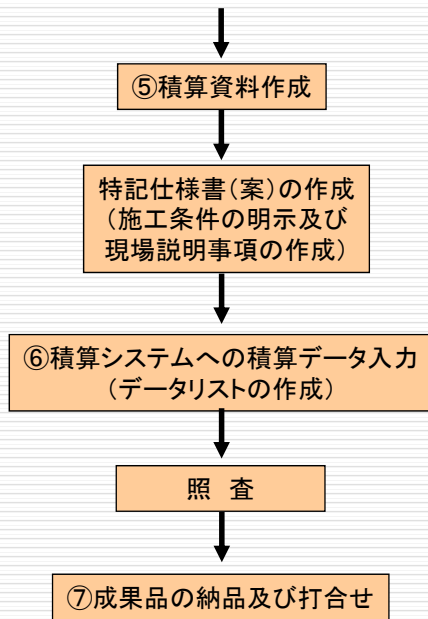 ⑤積算資料作成
特記仕様書(案)の作成
(施工条件の明示及び
現場説明事項の作成)
⑥積算システムへの積算データ入力
(データリストの作成)
照 査
⑦成果品の納品及び打合せ